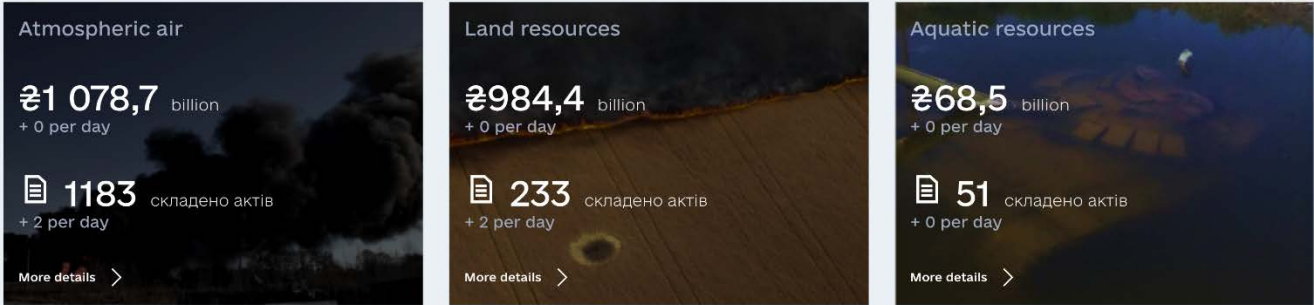 Atmospheric air
₴1 078,7 billion
+ 0 per day
1183 складено актів
+ 2 per day
More details
Land resources
₴984,4 billion
+ 0 per day
233 складено актів
+ 2 per day
More details
Aquatic resources
₴68,5 billion
+ 0 per day
51 складено актів
+ 0 per day
More details